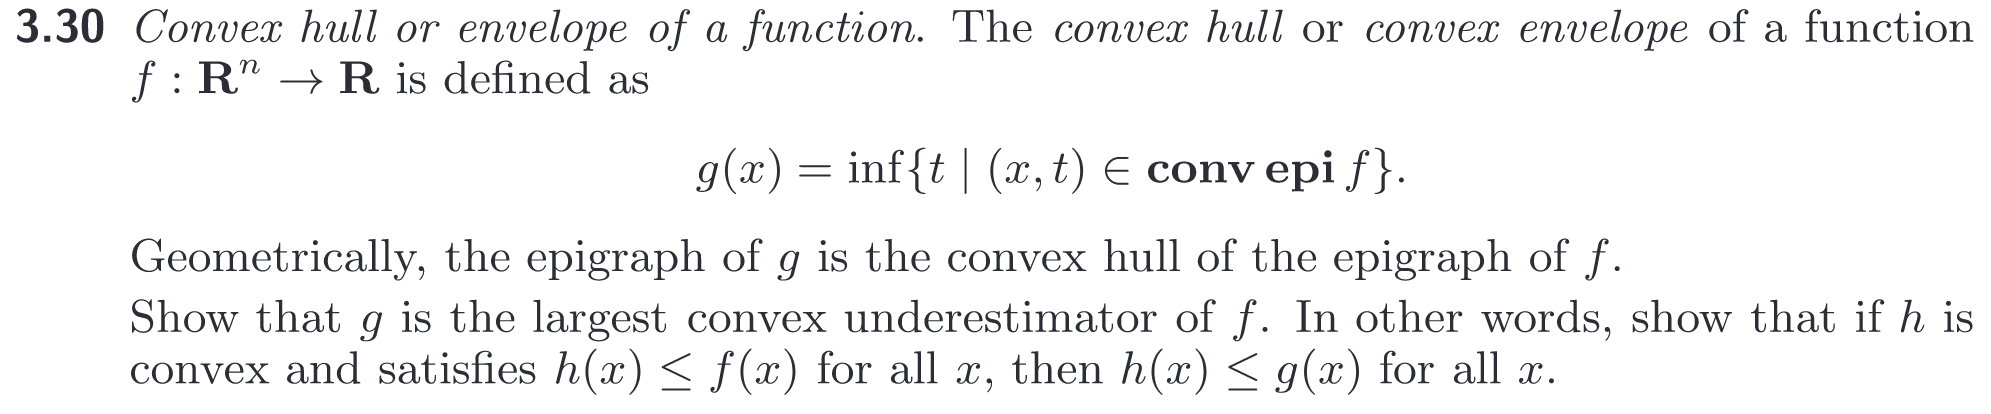 3.30 Convex hull or envelope of a function. The convex hull or convex envelope of a function
f : Rⁿ → R is defined as
g(x) = inf{t | (x, t) ∈ conv epi f}.
Geometrically, the epigraph of g is the convex hull of the epigraph of f.
Show that g is the largest convex underestimator of f. In other words, show that if h is
convex and satisfies h(x) ≤ f(x) for all x, then h(x) ≤ g(x) for all x.